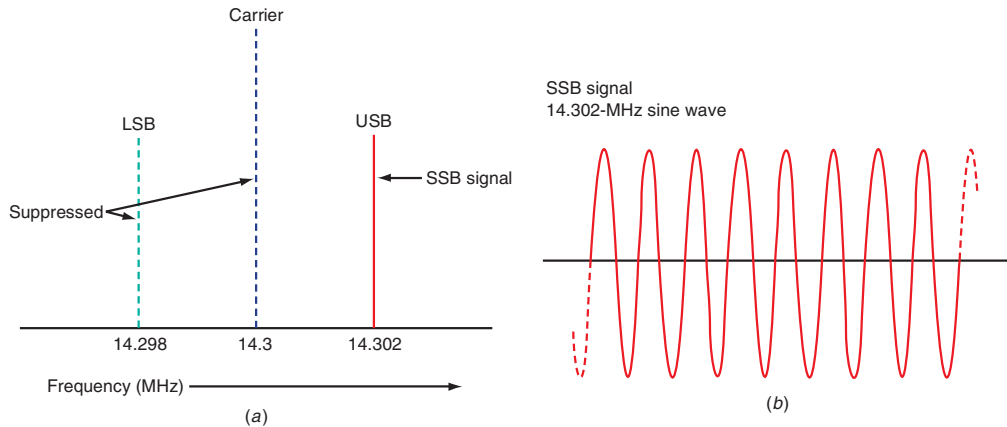 Carrier
LSB
USB
SSB signal
Suppressed
14.298
14.3
14.302
Frequency (MHz)
(a)
SSB signal
14.302-MHz sine wave
(b)